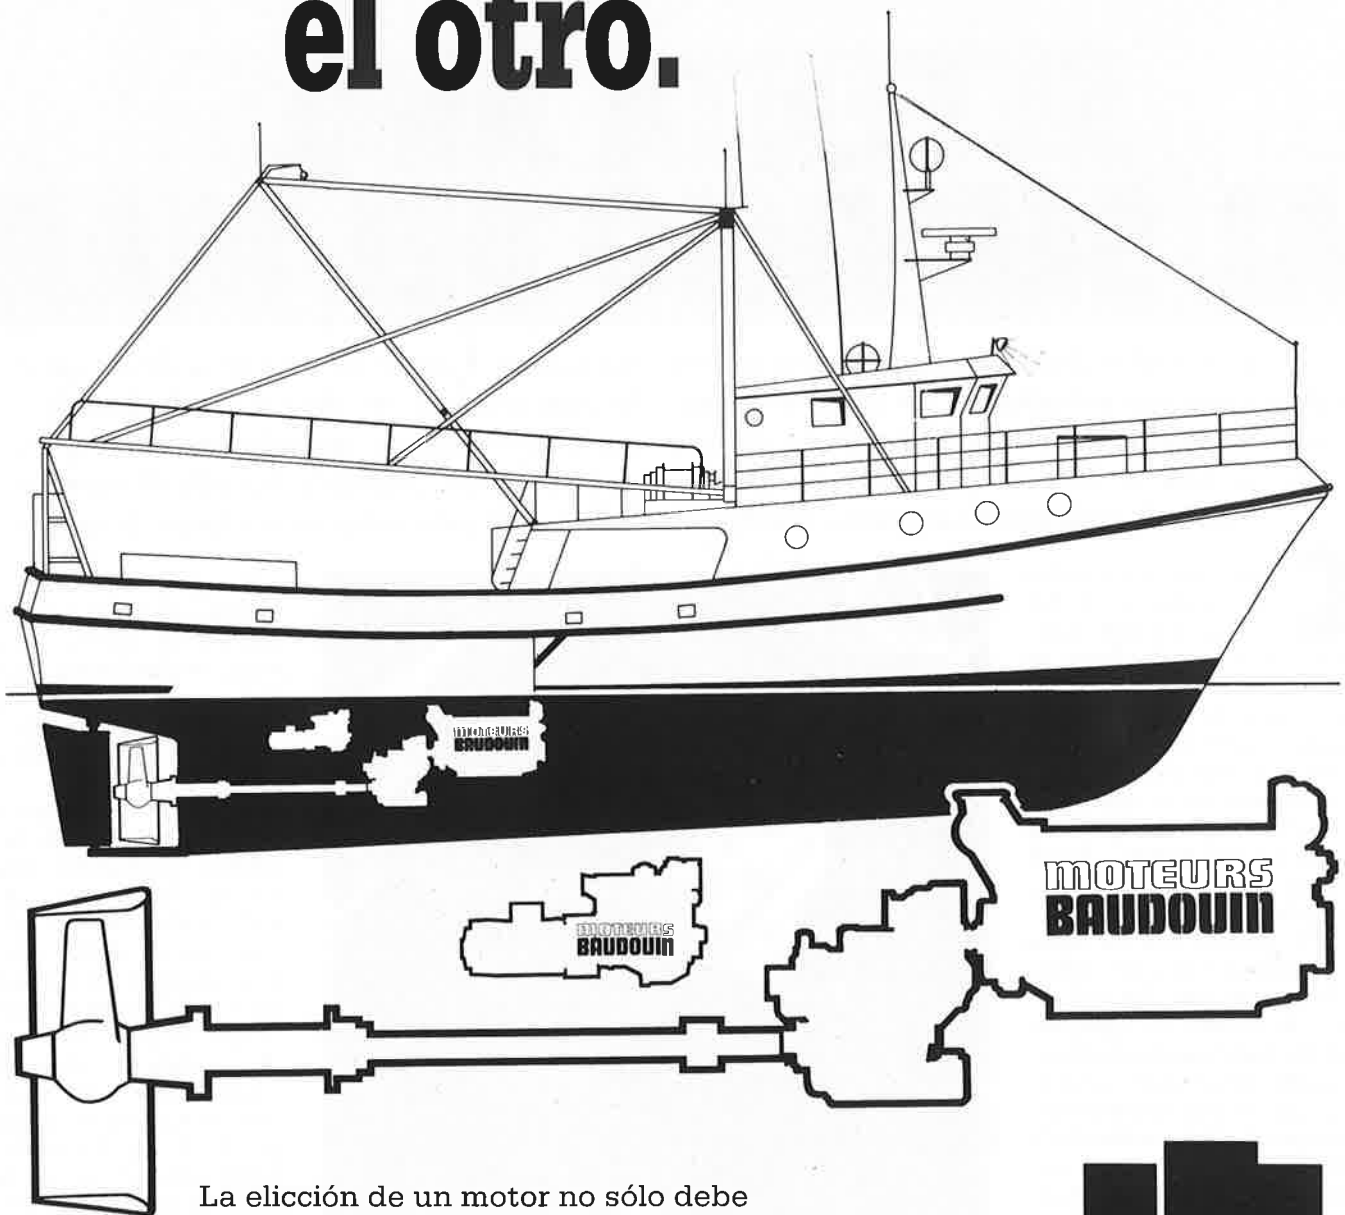 el otro.
MOTEURS
BAUDOUIN
MOTEURS
BAUDOUIN
MOTEURS
BAUDOUIN
La elicción de un motor no sólo debe